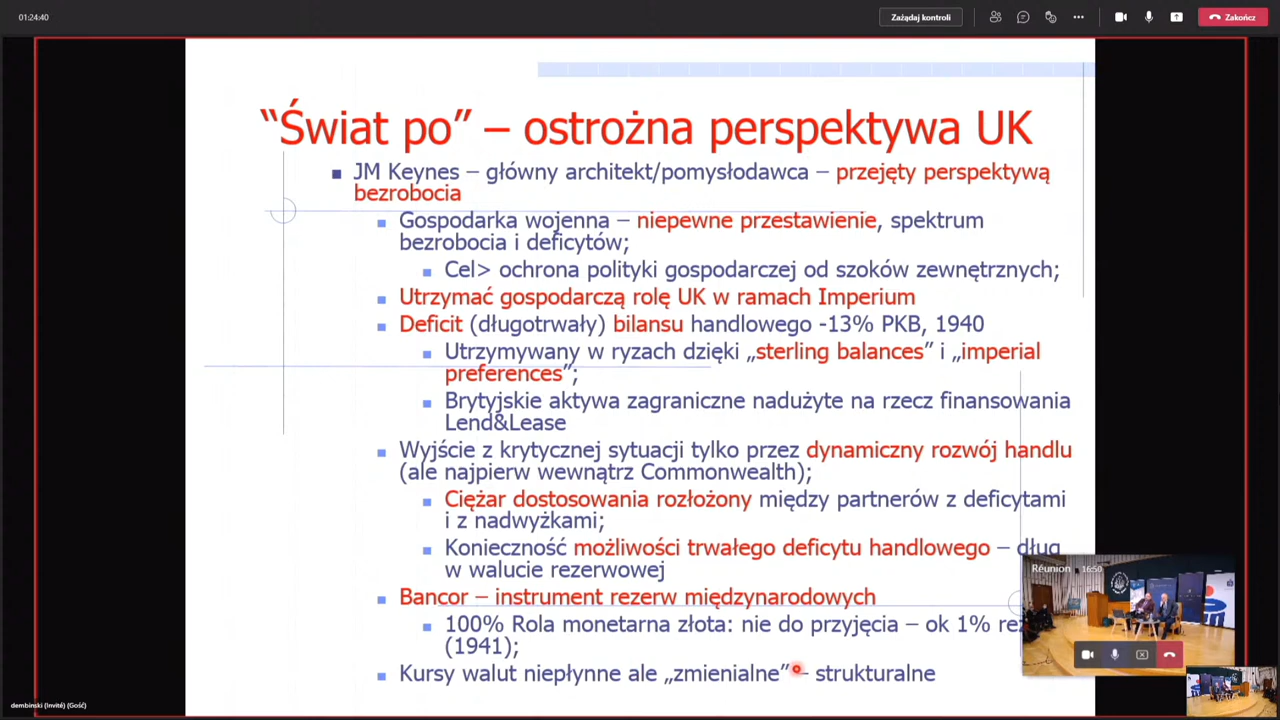 01:24:40
Zażądaj kontroli
Zakończ
“Świat po” – ostrożna perspektywa UK
JM Keynes – główny architekt/pomysłodawca – przejęty perspektywą
bezrobocia
Gospodarka wojenna – niepewne przestawienie, spektrum
bezrobocia i deficytów;
Cel> ochrona polityki gospodarczej od szoków zewnętrznych;
Utrzymać gospodarczą rolę UK w ramach Imperium
Deficit (długotrwały) bilansu handlowego -13% PKB, 1940
Utrzymywany w ryzach dzięki „sterling balances” i „imperial
preferences”;
Brytyjskie aktywa zagraniczne nadużyte na rzecz finansowania
Lend&Lease
Wyjście z krytycznej sytuacji tylko przez dynamiczny rozwój handlu
(ale najpierw wewnątrz Commonwealth);
Ciężar dostosowania rozłożony między partnerów z deficytami
i z nadwyżkami;
Konieczność możliwości trwałego deficytu handlowego – dług
w walucie rezerwowej
Bancor – instrument rezerw międzynarodowych
100% Rola monetarna złota: nie do przyjęcia – ok 1% re
(1941);
Kursy walut niepłynne ale „zmienialne” – strukturalne
Réunion 16:50
dembinski (Invité) (Gość)